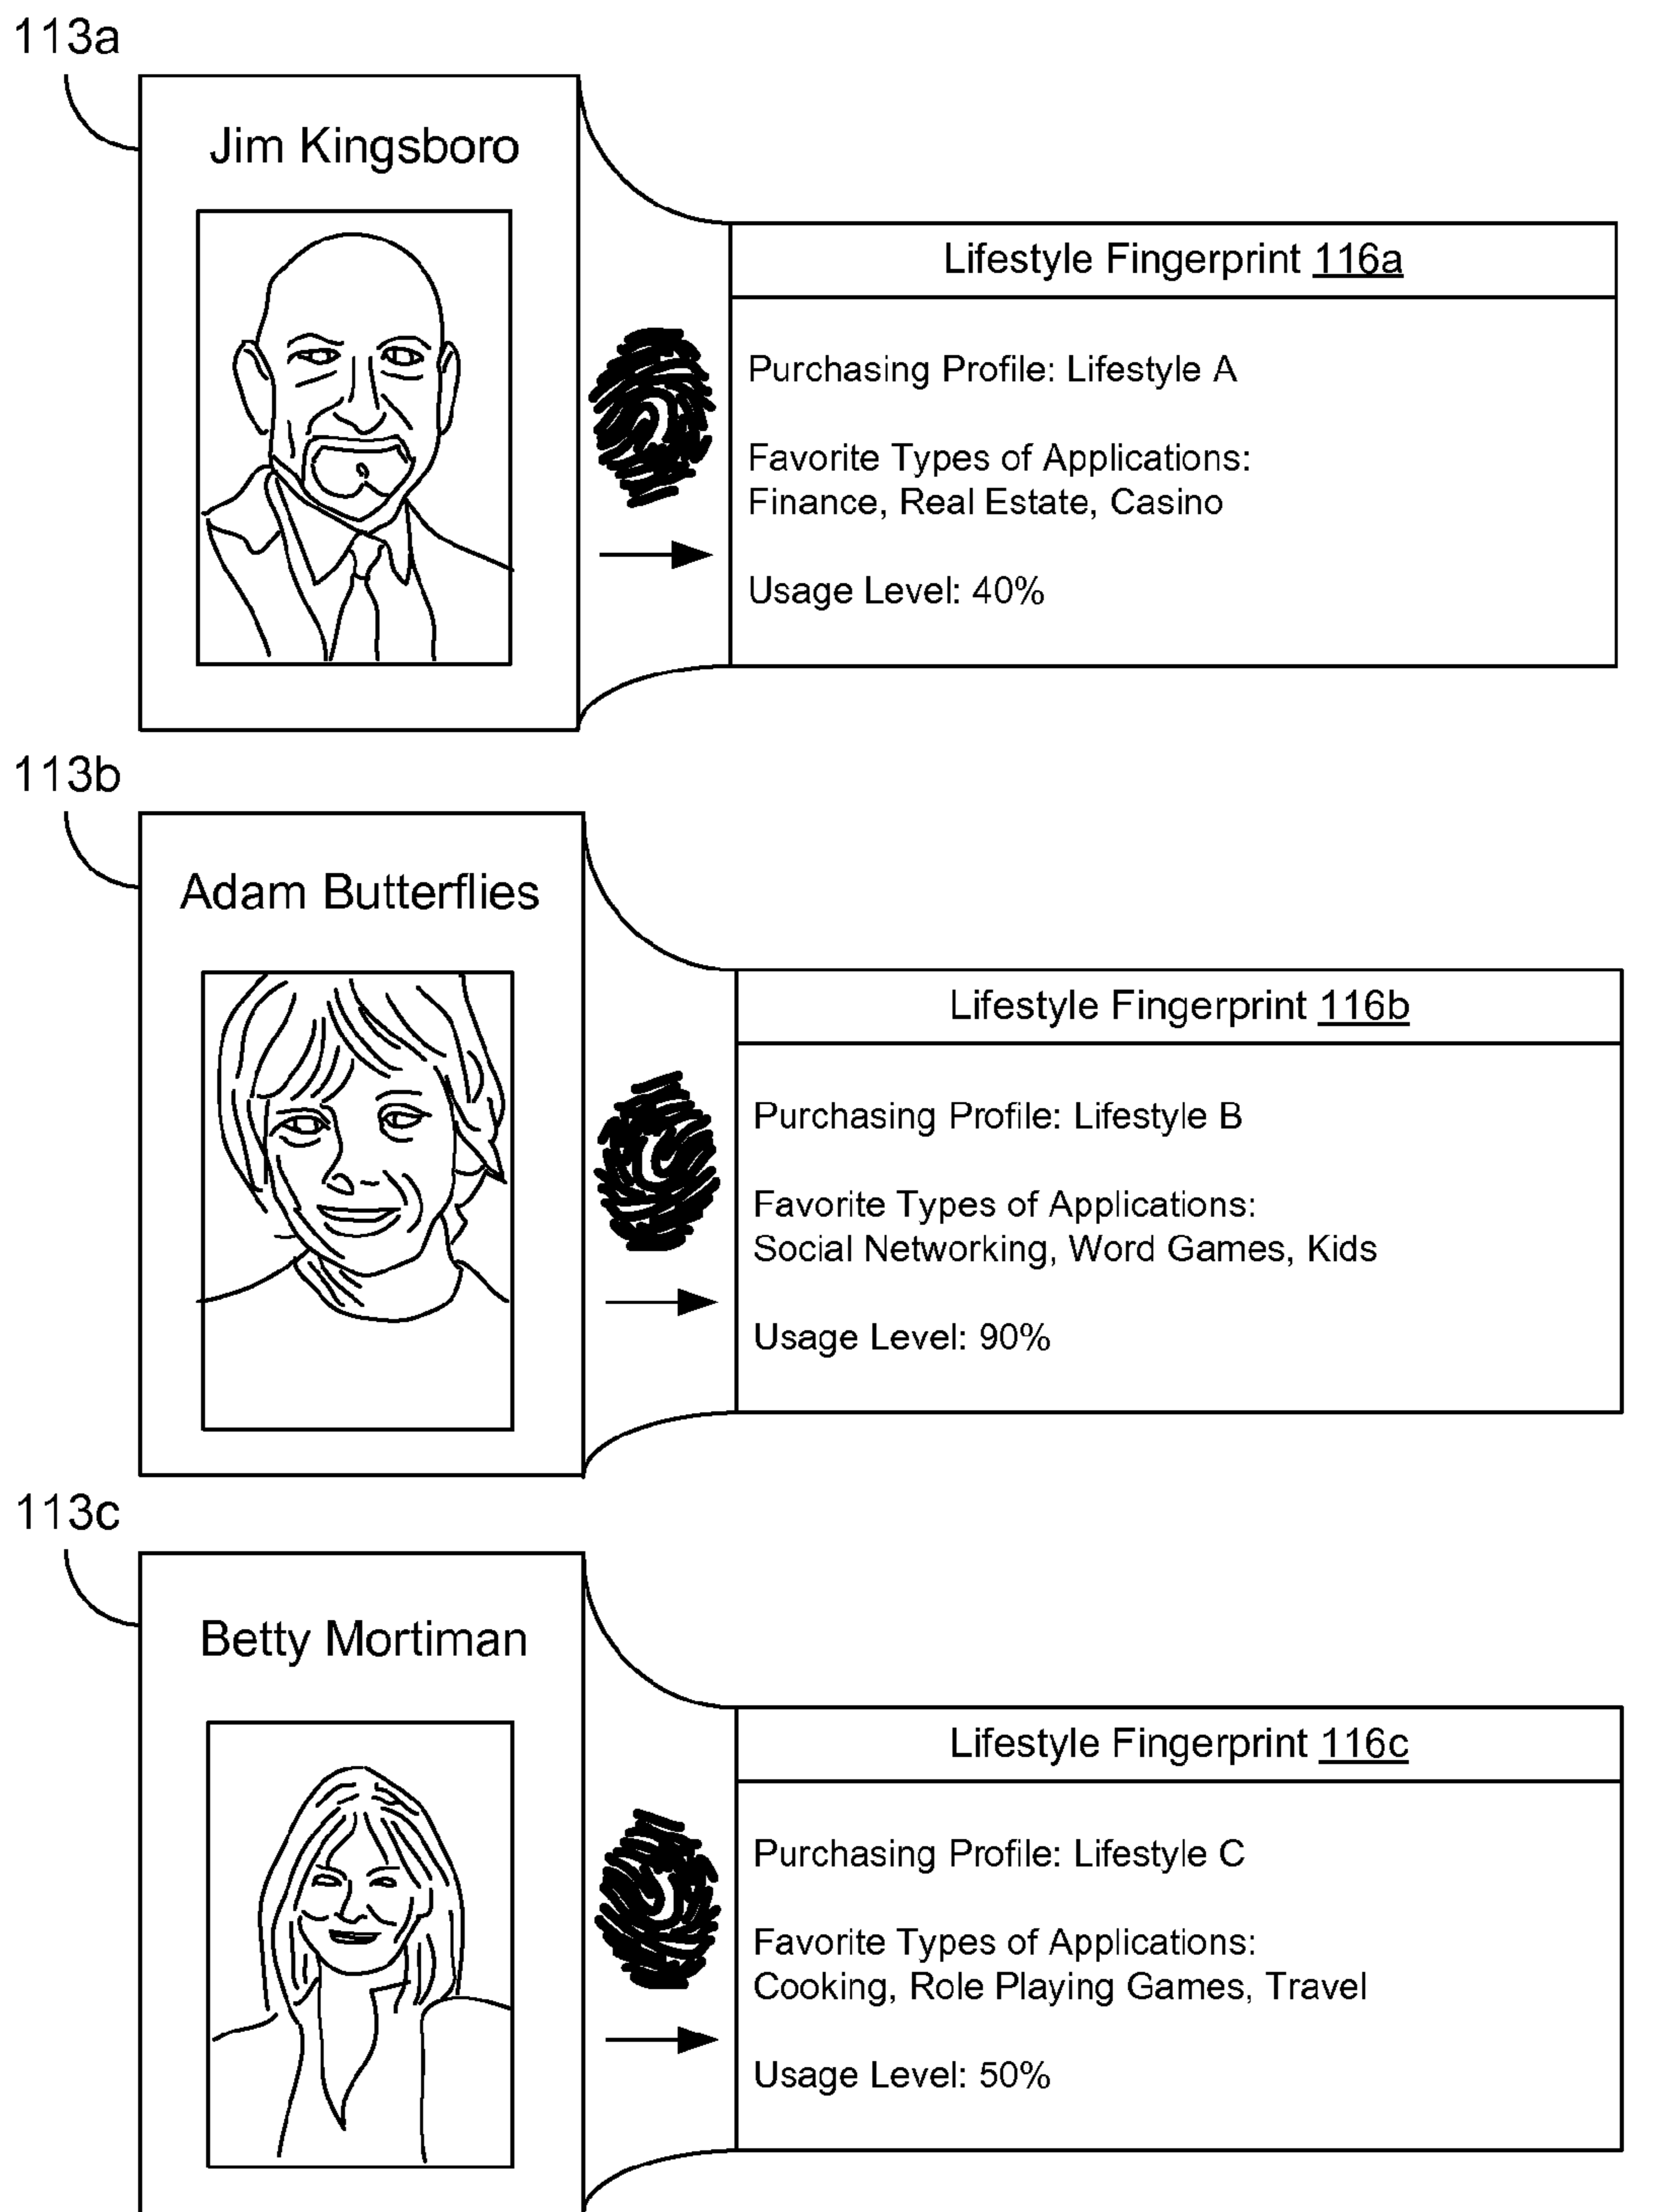 113a
Jim Kingsboro
Lifestyle Fingerprint 116a
Purchasing Profile: Lifestyle A
Favorite Types of Applications:
Finance, Real Estate, Casino
Usage Level: 40%
113b
Adam Butterflies
Lifestyle Fingerprint 116b
Purchasing Profile: Lifestyle B
Favorite Types of Applications:
Social Networking, Word Games, Kids
Usage Level: 90%
113c
Betty Mortiman
Lifestyle Fingerprint 116c
Purchasing Profile: Lifestyle C
Favorite Types of Applications:
Cooking, Role Playing Games, Travel
Usage Level: 50%